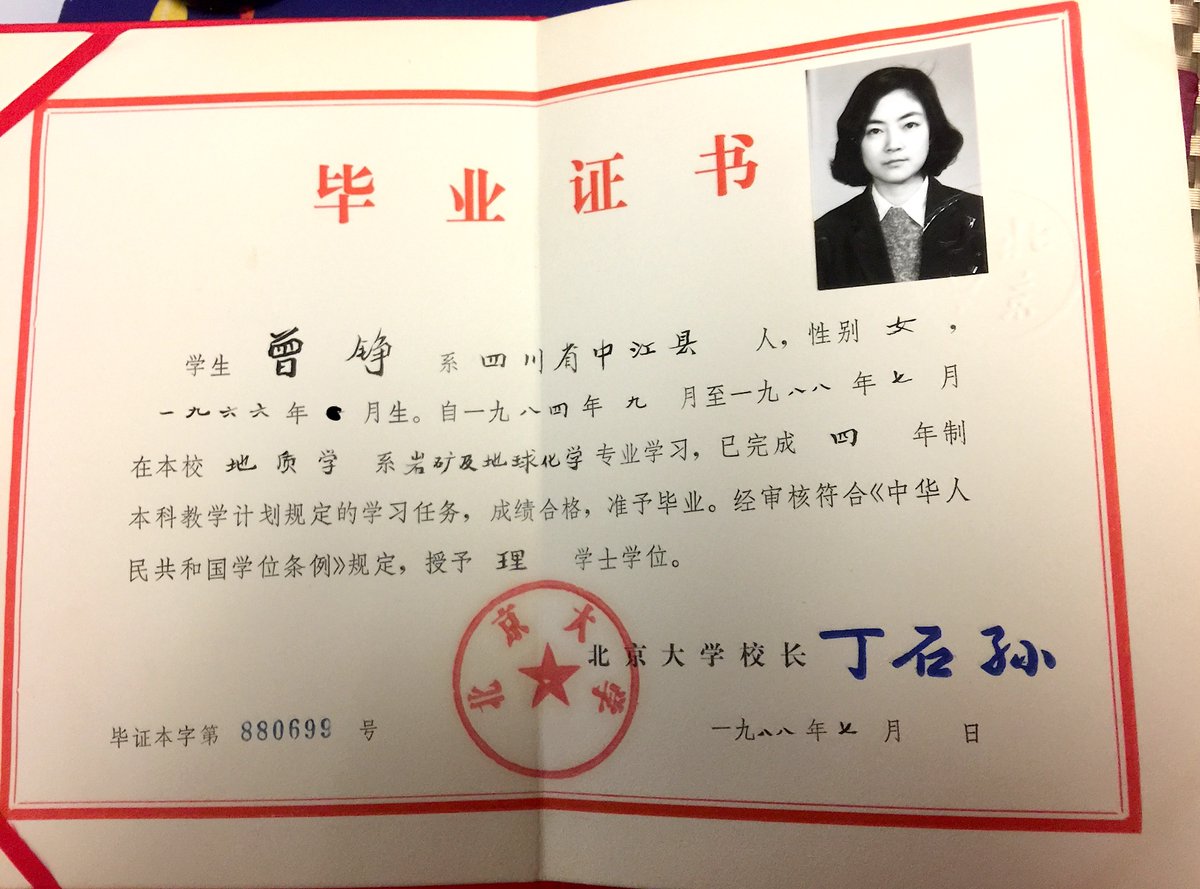 毕业证书
学生 曾铮 系四川省中江县 人，性别 女，
一九六六年 月生。自一九八四年九月至一九八八年七月
在本校地质学系岩矿及地球化学专业学习，已完成四年制
本科教学计划规定的学习任务，成绩合格，准予毕业。经审核符合《中华人
民共和国学位条例》规定，授予理学士学位。
北京大学
北京大学校长 丁石孙
毕证本字第 880699 号
一九八八年七月 日
北京